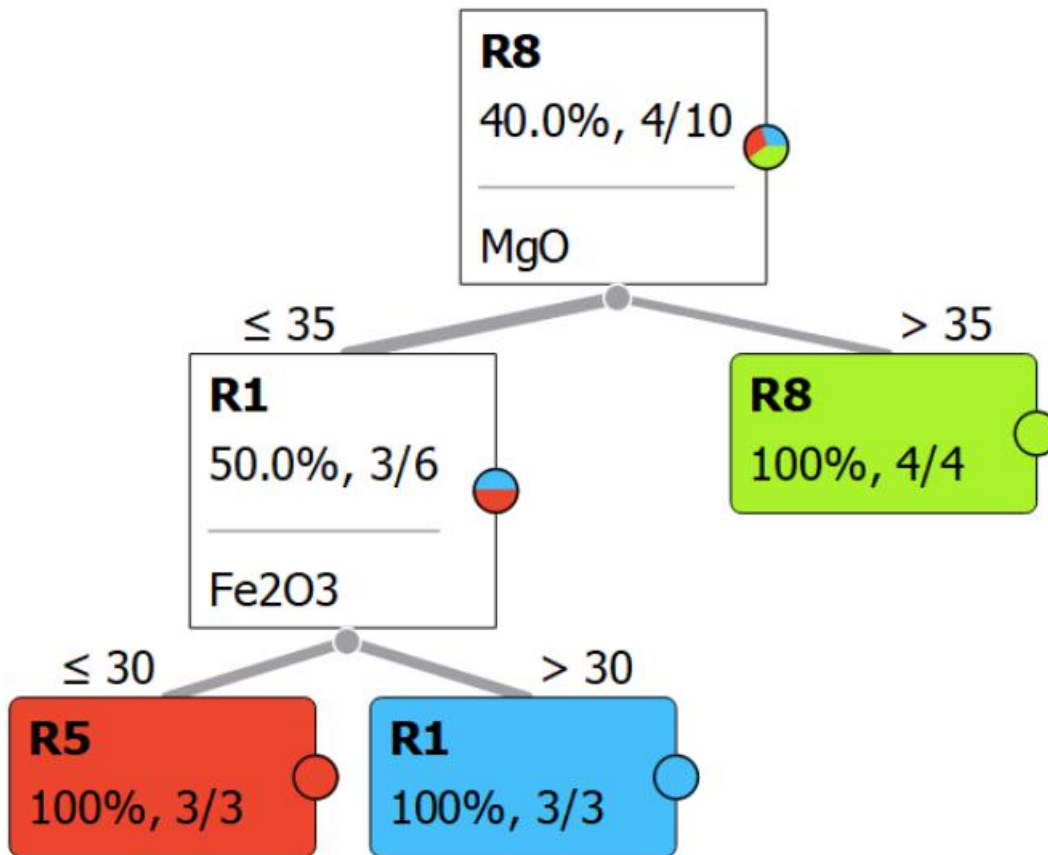 R8
40.0%, 4/10
MgO
≤ 35
> 35
R1
50.0%, 3/6
Fe2O3
R8
100%, 4/4
≤ 30
> 30
R5
100%, 3/3
R1
100%, 3/3